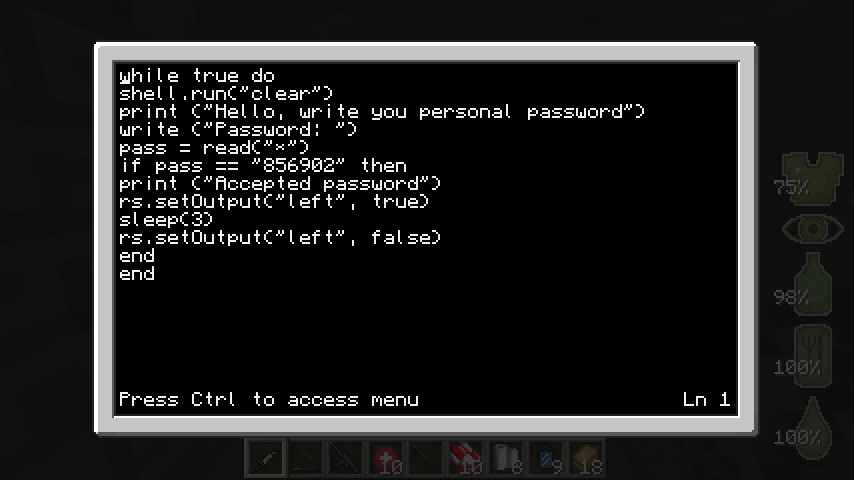 while true do
shell.run("clear")
print ("Hello, write you personal password")
write ("Password: ")
pass = read("*")
if pass == "856902" then
print ("Accepted password")
rs.setOutput("left", true)
sleep(3)
rs.setOutput("left", false)
end
end
Press Ctrl to access menu Ln 1
75%
98%
100%
100%
10 10 8 9 18